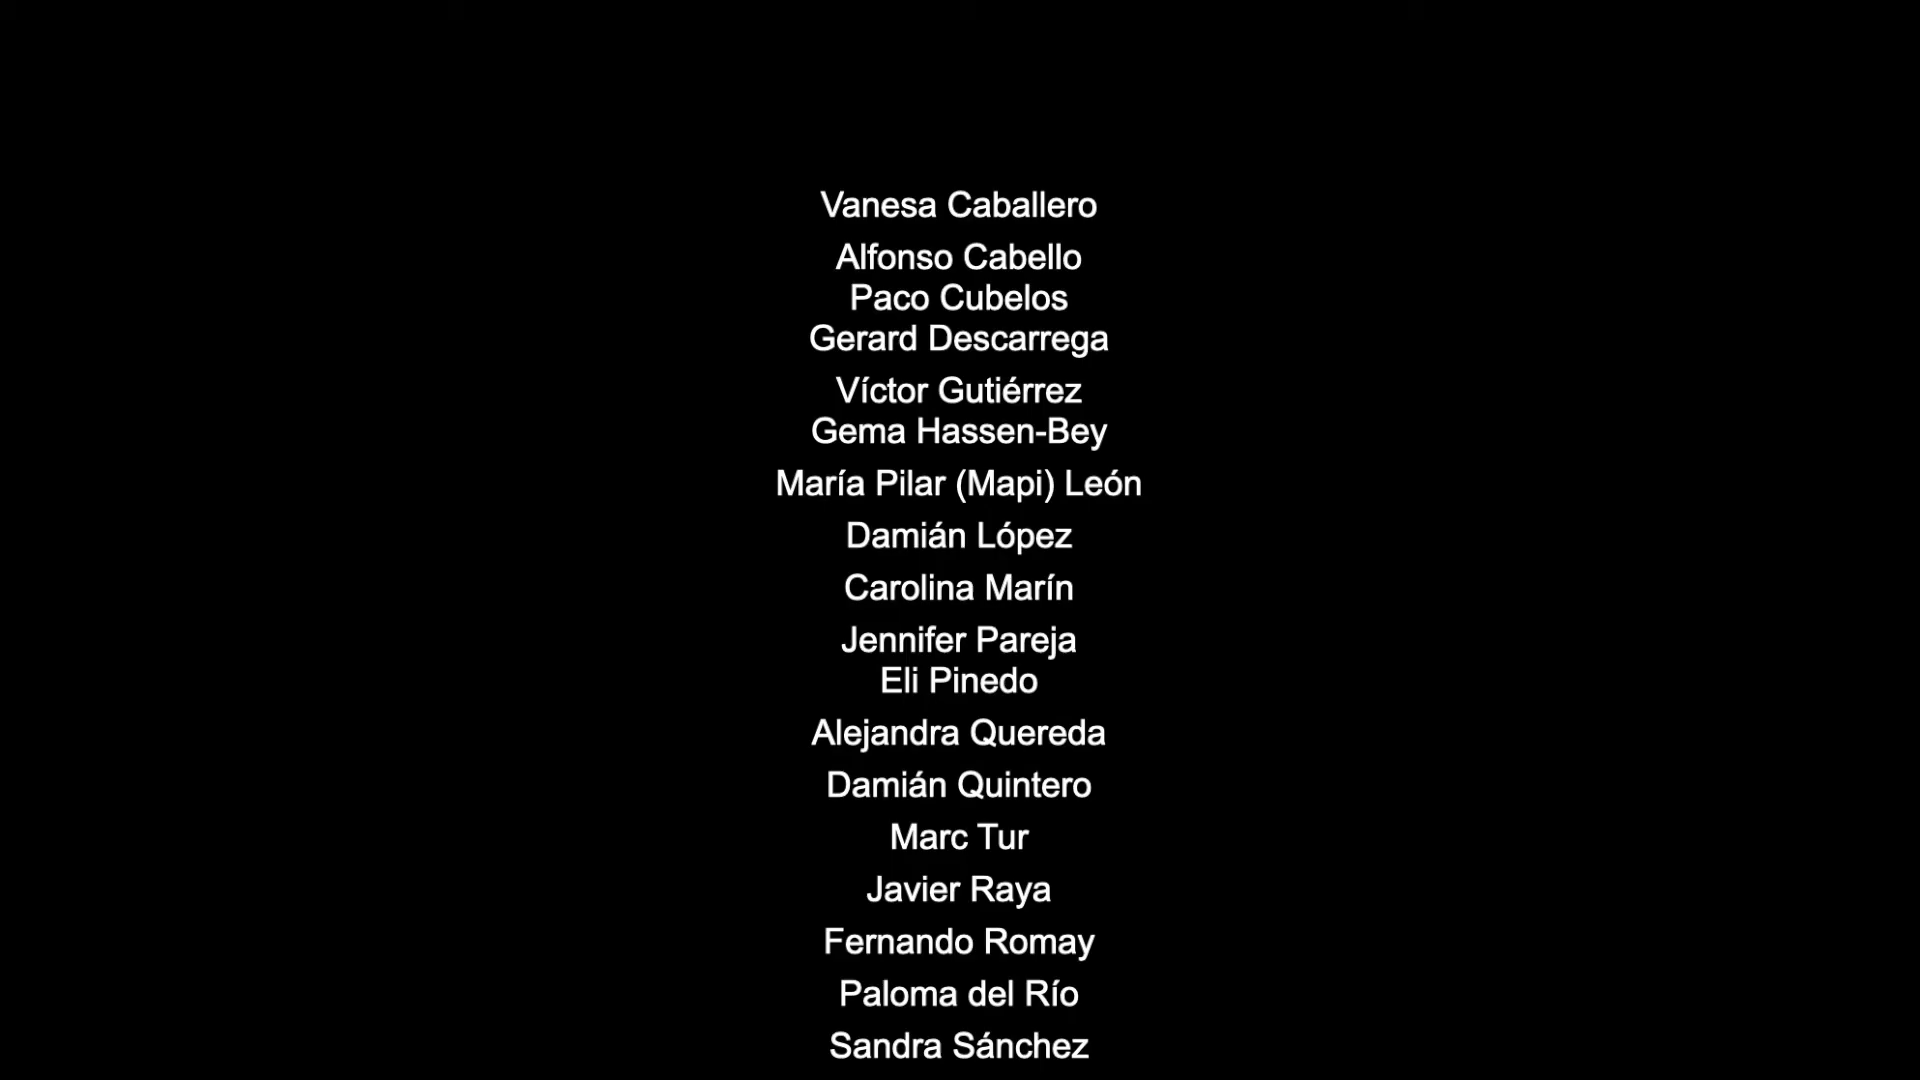 Vanesa Caballero
Alfonso Cabello
Paco Cubelos
Gerard Descarrega
Víctor Gutiérrez
Gema Hassen-Bey
María Pilar (Mapi) León
Damián López
Carolina Marín
Jennifer Pareja
Eli Pinedo
Alejandra Quereda
Damián Quintero
Marc Tur
Javier Raya
Fernando Romay
Paloma del Río
Sandra Sánchez